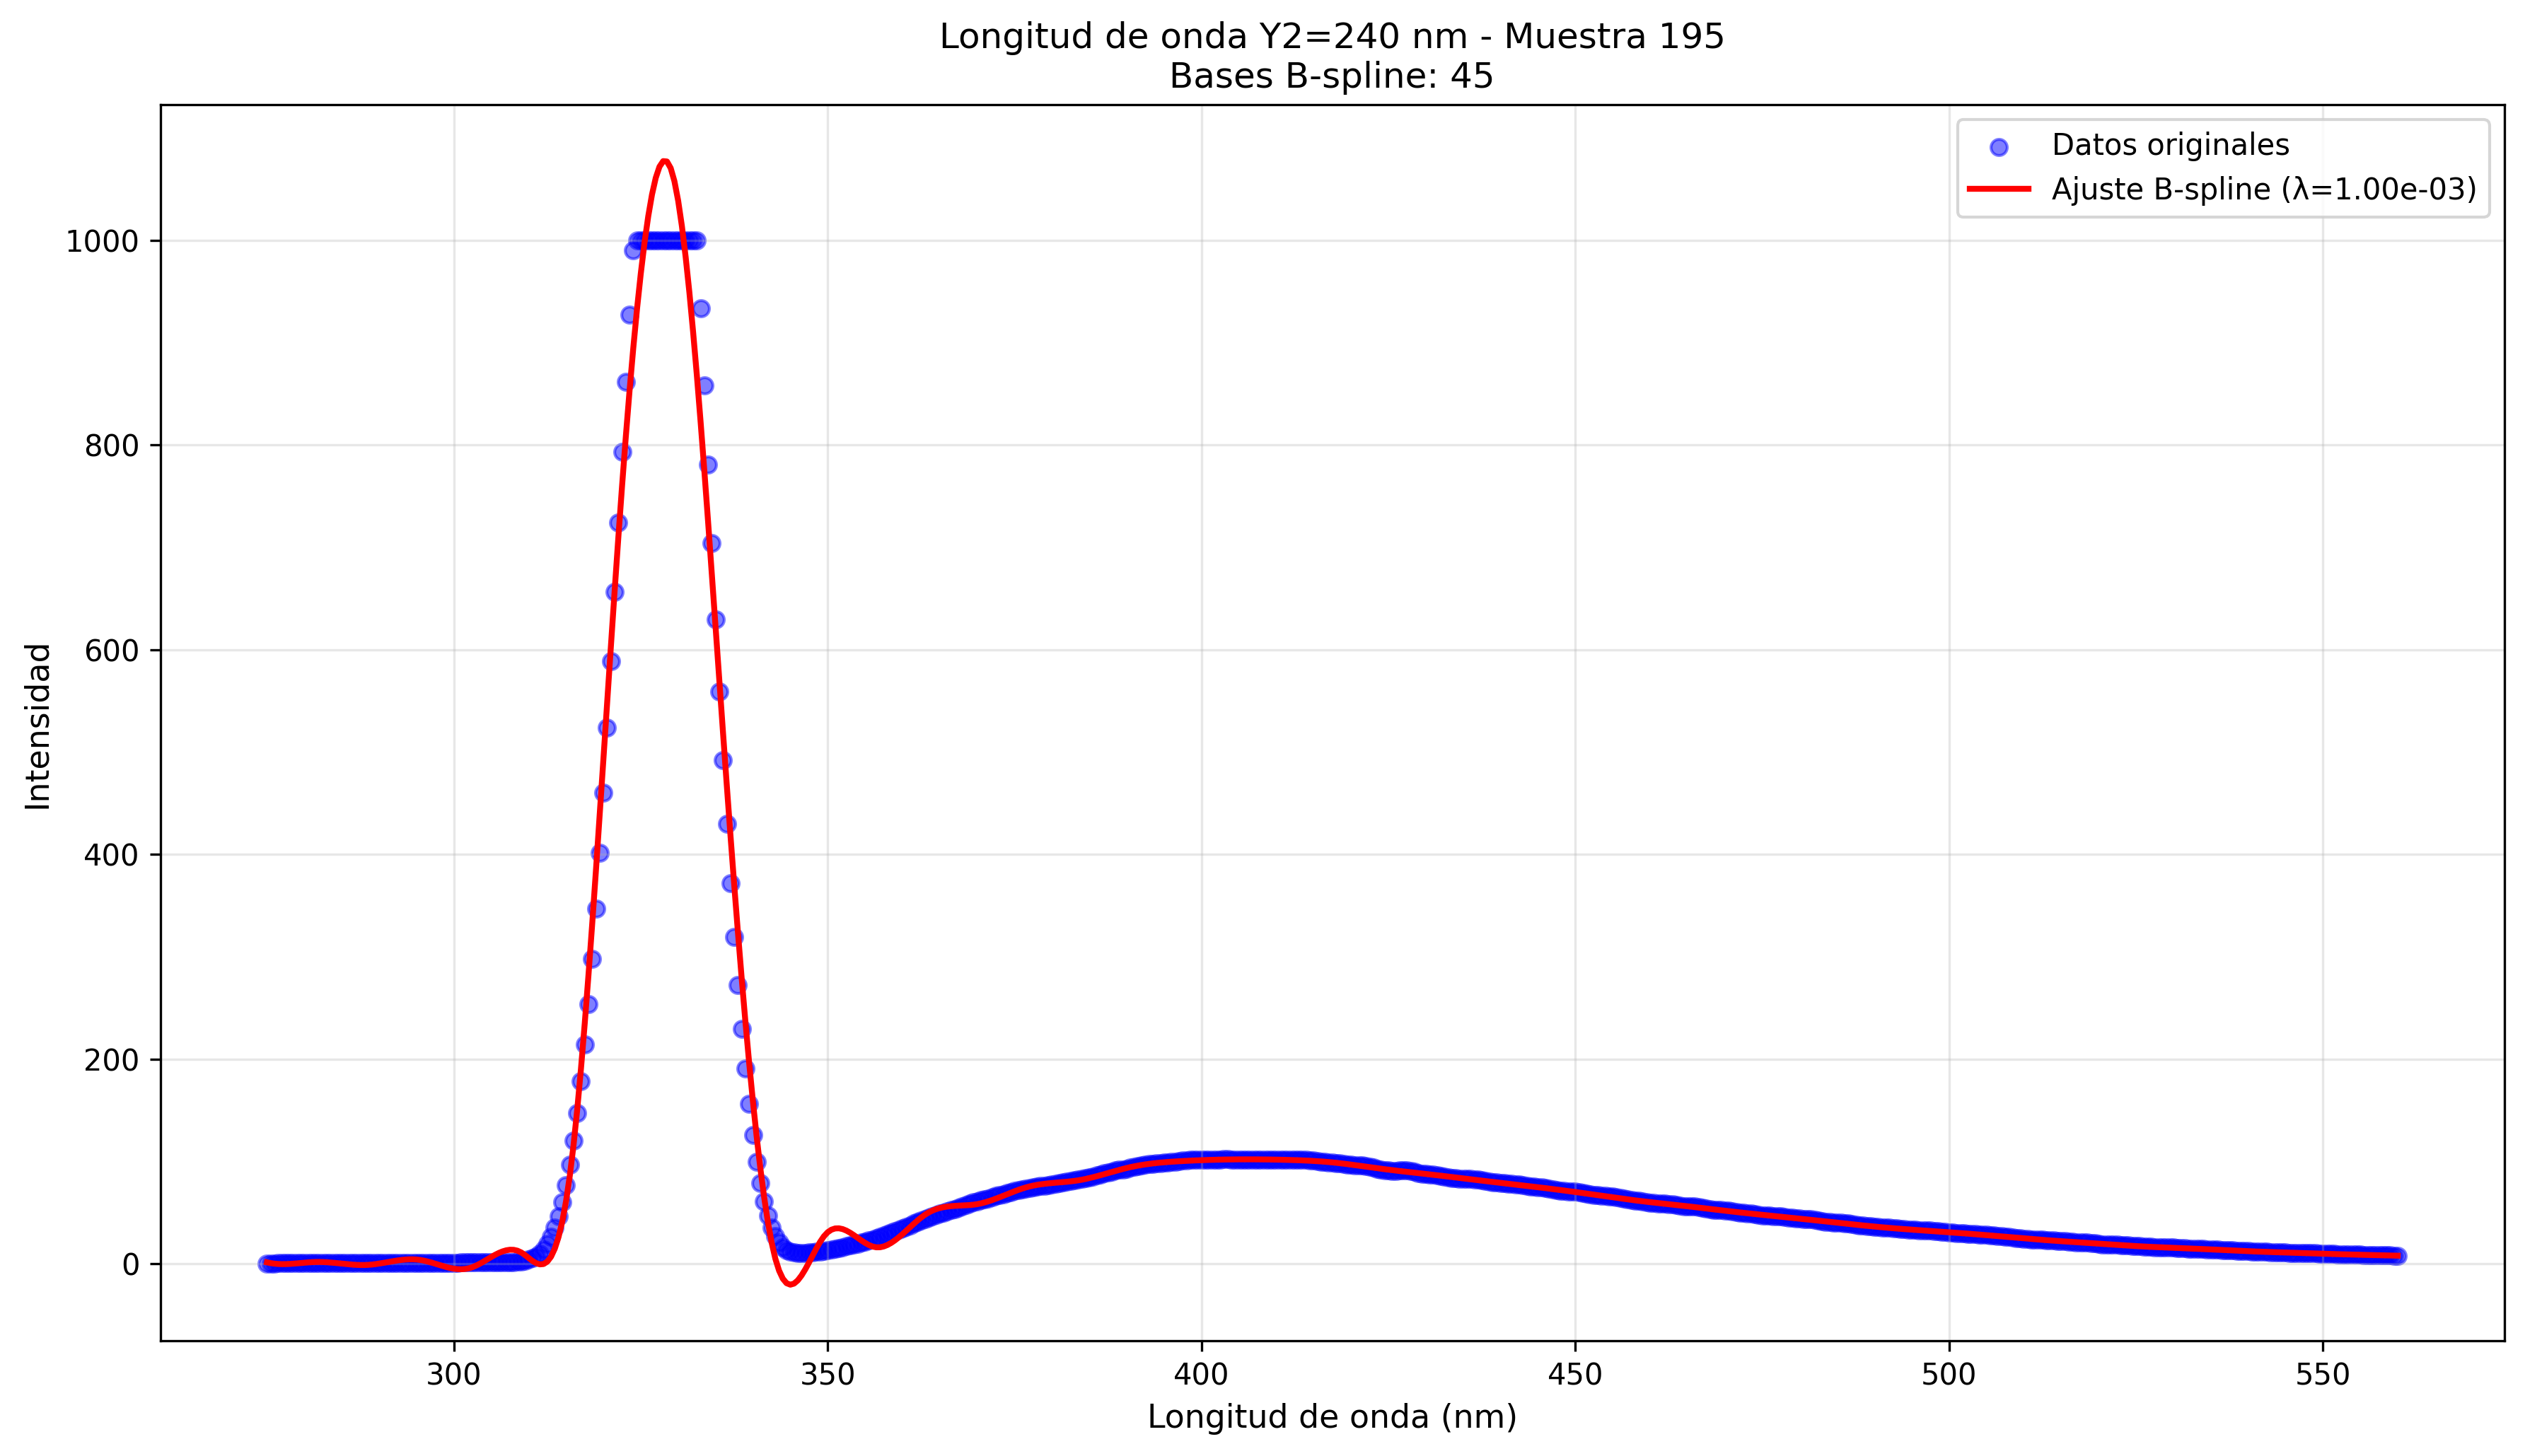 Longitud de onda Y2=240 nm - Muestra 195
Bases B-spline: 45
Datos originales
Ajuste B-spline (λ=1.00e-03)
Intensidad
1000
800
600
400
200
0
300 350 400 450 500 550
Longitud de onda (nm)